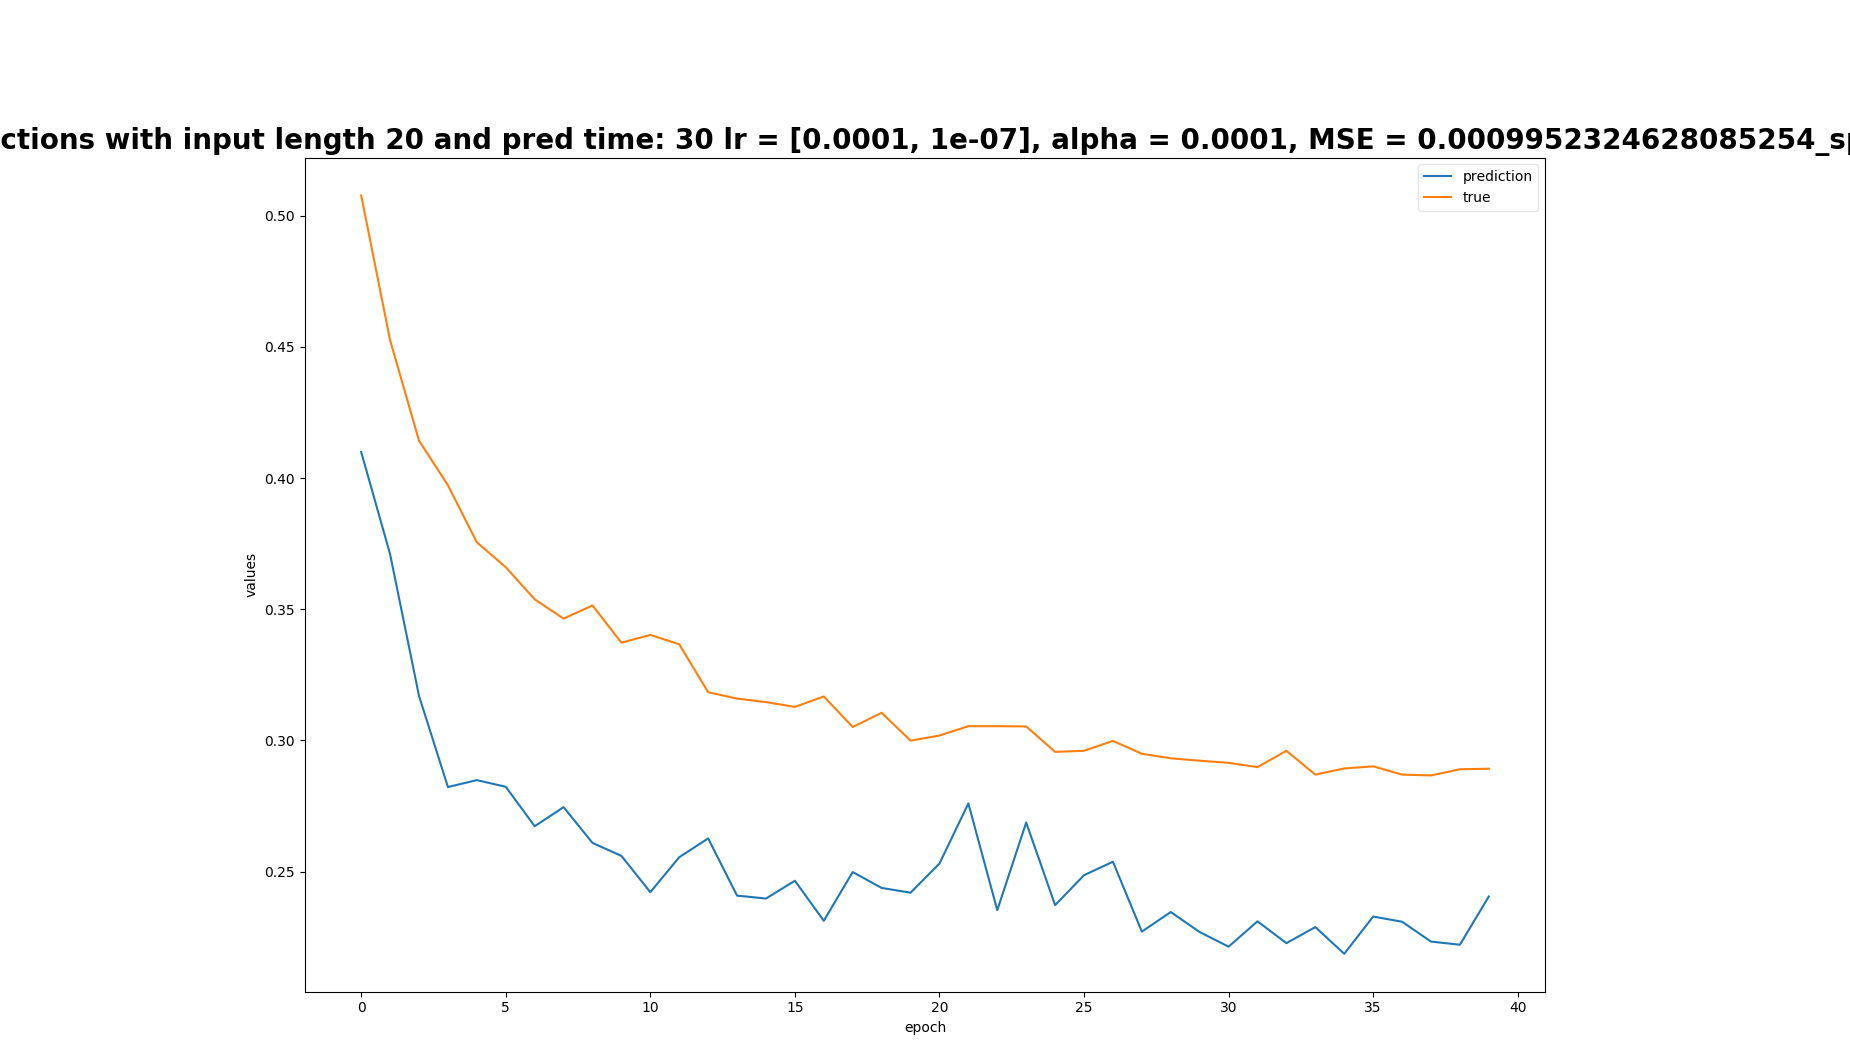 ctions with input length 20 and pred time: 30 lr = [0.0001, 1e-07], alpha = 0.0001, MSE = 0.0009952324628085254_s
prediction
true
0.50
0.45
0.40
0.35
0.30
0.25
values
0 5 10 15 20 25 30 35 40
epoch